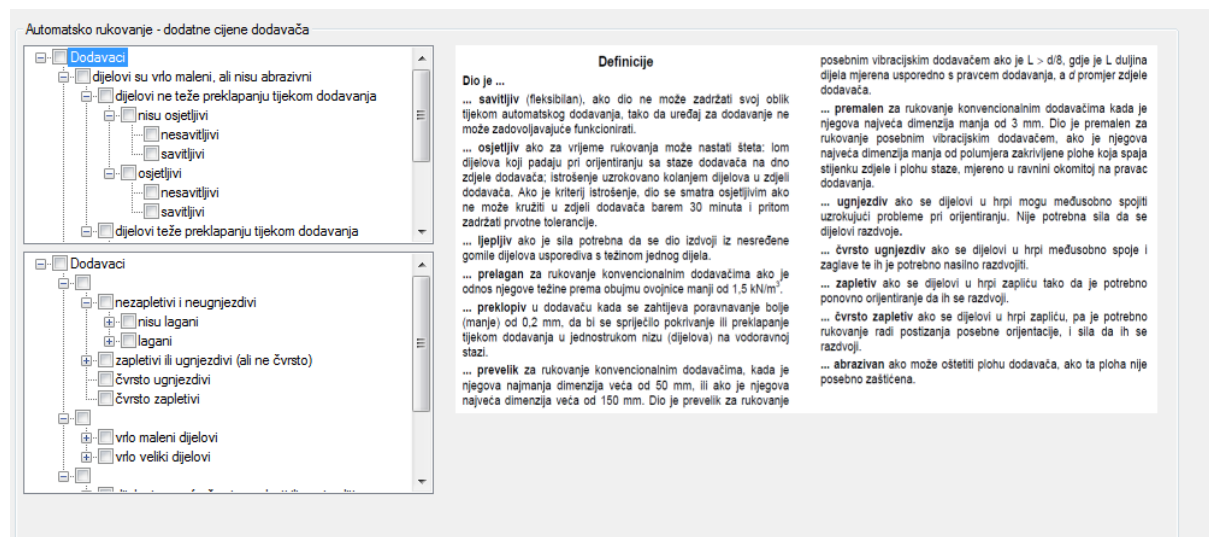 Automatsko rukovanje - dodatne cijene dodavača
Dodavaci
dijelovi su vrlo maleni, ali nisu abrazivni
dijelovi ne teže preklapanju tijekom dodavanja
nisu osjetljivi
nesavitljivi
savitljivi
osjetljivi
nesavitljivi
savitljivi
dijelovi teže preklapanju tijekom dodavanja
Dodavaci
nezapletivi i neugnjezdivi
nisu lagani
lagani
zapletivi ili ugnjezdivi (ali ne čvrsto)
čvrsto ugnjezdivi
čvrsto zapletivi
vrlo maleni dijelovi
vrlo veliki dijelovi
Definicije
Dio je ...
... savitljiv (fleksibilan), ako dio ne može zadržati svoj oblik
tijekom automatskog dodavanja, tako da uređaj za dodavanje ne
može zadovoljavajuće funkcionirati.
... osjetljiv ako za vrijeme rukovanja može nastati šteta: lom
dijelova koji padaju pri orijentiranju sa staze dodavača na dno
zdjele dodavača; istrošenje uzrokovano kolanjem dijelova u zdjeli
dodavača. Ako je kriterij istrošenje, dio se smatra osjetljivim ako
ne može kružiti u zdjeli dodavača barem 30 minuta i pritom
zadržati prvotne tolerancije.
... ljepljiv ako je sila potrebna da se dio izdvoji iz nesređene
gomile dijelova usporediva s težinom jednog dijela.
... prelagan za rukovanje konvencionalnim dodavačima ako je
odnos njegove težine prema obujmu ovojnice manji od 1,5 kN/m³.
... preklopiv u dodavaču kada se zahtijeva poravnavanje bolje
(manje) od 0,2 mm, da bi se spriječilo pokrivanje ili preklapanje
tijekom dodavanja u jednostrukom nizu (dijelova) na vodoravnoj
stazi.
... prevelik za rukovanje konvencionalnim dodavačima, kada je
njegova najmanja dimenzija veća od 50 mm, ili ako je njegova
najveća dimenzija veća od 150 mm. Dio je prevelik za rukovanje
posebnim vibracijskim dodavačem ako je L > d/8, gdje je L duljina
dijela mjerena usporedno s pravcem dodavanja, a d promjer zdjele
dodavača.
... premalen za rukovanje konvencionalnim dodavačima kada je
njegova najveća dimenzija manja od 3 mm. Dio je premalen za
rukovanje posebnim vibracijskim dodavačem, ako je njegova
najveća dimenzija manja od polumjera zakrivljene plohe koja spaja
stijenku zdjele i plohu staze, mjereno u ravnini okomitoj na pravac
dodavanja.
... ugnjezdiv ako se dijelovi u hrpi mogu međusobno spojiti
uzrokujući probleme pri orijentiranju. Nije potrebna sila da se
dijelovi razdvoje.
... čvrsto ugnjezdiv ako se dijelovi u hrpi međusobno spoje i
zaglave te ih je potrebno nasilno razdvojiti.
... zapletiv ako se dijelovi u hrpi zapliću tako da je potrebno
ponovno orijentiranje da ih se razdvoji.
... čvrsto zapletiv ako se dijelovi u hrpi zapliću, pa je potrebno
rukovanje radi postizanja posebne orijentacije, i sila da ih se
razdvoji.
... abrazivan ako može oštetiti plohu dodavača, ako ta ploha nije
posebno zaštićena.